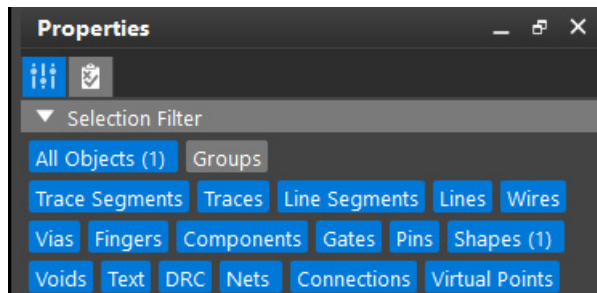 Properties
Selection Filter
All Objects (1) Groups
Trace Segments Traces Line Segments Lines Wires
Vias Fingers Components Gates Pins Shapes (1)
Voids Text DRC Nets Connections Virtual Points